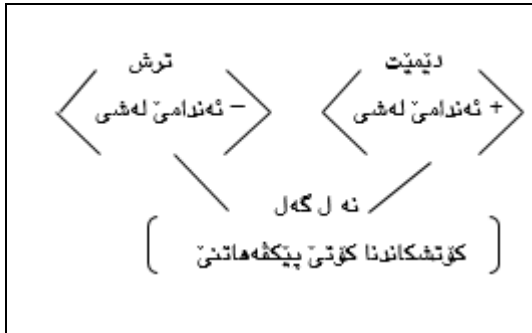 دێمێت
ترش
+ ئەندامێ لەشی
– ئەندامێ لەشی
نە ل گەل
کۆتشکاندنا کۆتێ پێکڤەهاتنێ